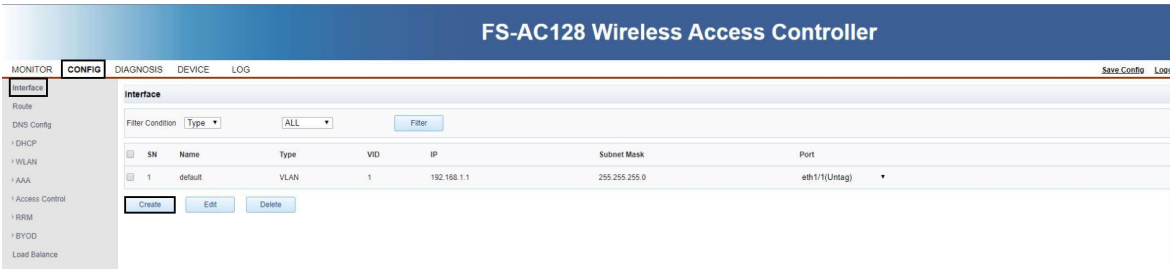 FS-AC128 Wireless Access Controller
MONITOR CONFIG DIAGNOSIS DEVICE LOG Save Config
Interface
Route
DNS Config
DHCP
WLAN
AAA
Access Control
RRM
BYOD
Load Balance
Interface
Filter Condition Type ALL Filter
SN Name Type VID IP Subnet Mask Port
1 default VLAN 1 192.168.1.1 255.255.255.0 eth1/1(Untag)
Create Edit Delete